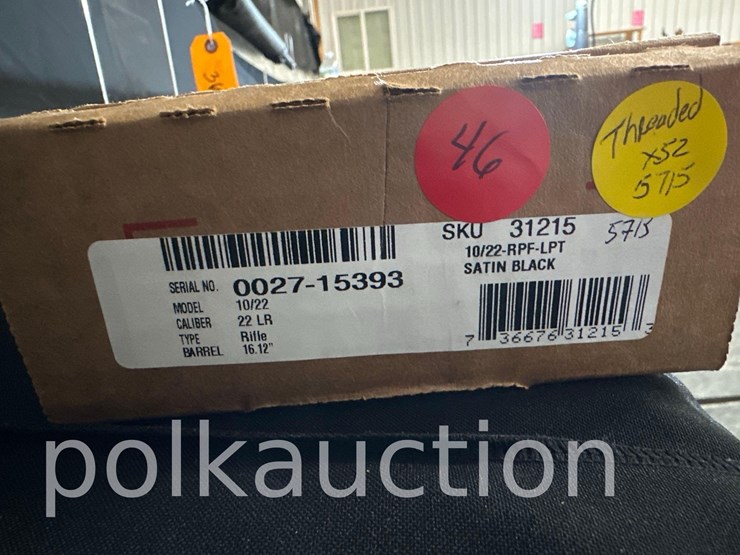 46
Threaded
x52
5715
SKU 31215
5715
10/22-RPF-LPT
SATIN BLACK
SERIAL NO. 0027-15393
MODEL 10/22
CALIBER 22 LR
TYPE Rifle
BARREL 16.12"
7 36676 31215 3
polkauction